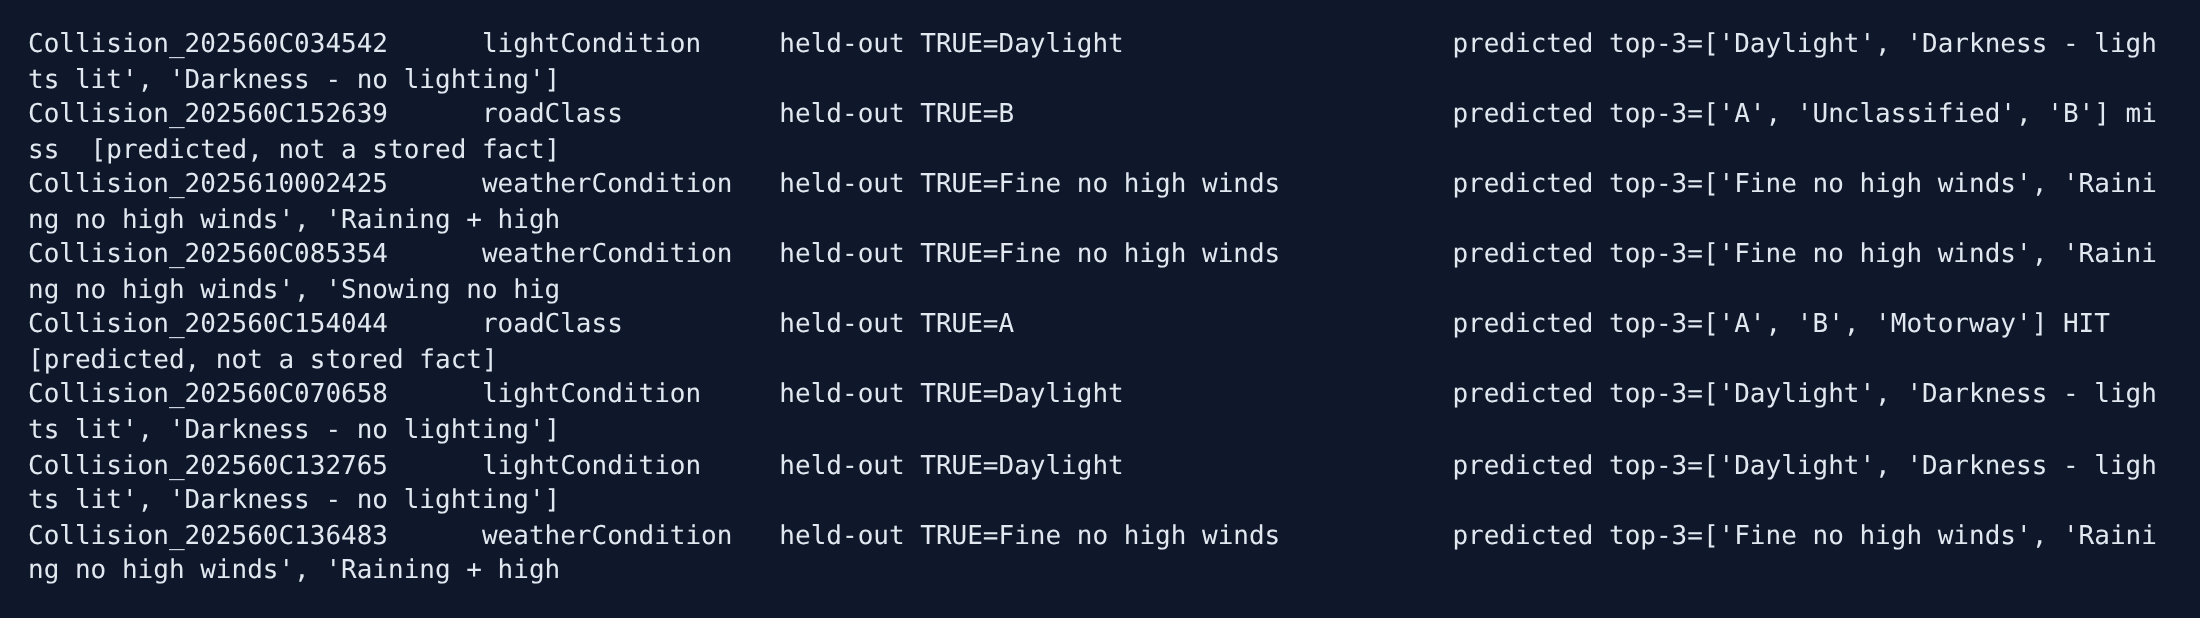 Collision_202560C034542      lightCondition     held-out TRUE=Daylight                     predicted top-3=['Daylight', 'Darkness - ligh
ts lit', 'Darkness - no lighting']
Collision_202560C152639      roadClass          held-out TRUE=B                            predicted top-3=['A', 'Unclassified', 'B'] mi
ss  [predicted, not a stored fact]
Collision_2025610002425      weatherCondition   held-out TRUE=Fine no high winds           predicted top-3=['Fine no high winds', 'Raini
ng no high winds', 'Raining + high
Collision_202560C085354      weatherCondition   held-out TRUE=Fine no high winds           predicted top-3=['Fine no high winds', 'Raini
ng no high winds', 'Snowing no hig
Collision_202560C154044      roadClass          held-out TRUE=A                            predicted top-3=['A', 'B', 'Motorway'] HIT
[predicted, not a stored fact]
Collision_202560C070658      lightCondition     held-out TRUE=Daylight                     predicted top-3=['Daylight', 'Darkness - ligh
ts lit', 'Darkness - no lighting']
Collision_202560C132765      lightCondition     held-out TRUE=Daylight                     predicted top-3=['Daylight', 'Darkness - ligh
ts lit', 'Darkness - no lighting']
Collision_202560C136483      weatherCondition   held-out TRUE=Fine no high winds           predicted top-3=['Fine no high winds', 'Raini
ng no high winds', 'Raining + high